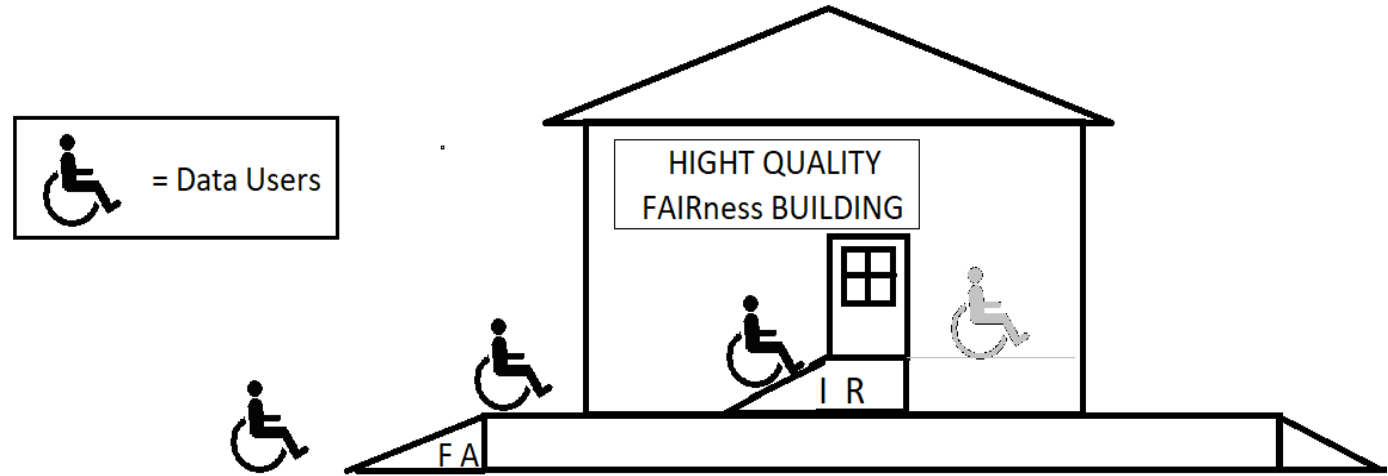 = Data Users
HIGHT QUALITY
FAIRness BUILDING
I R
F A